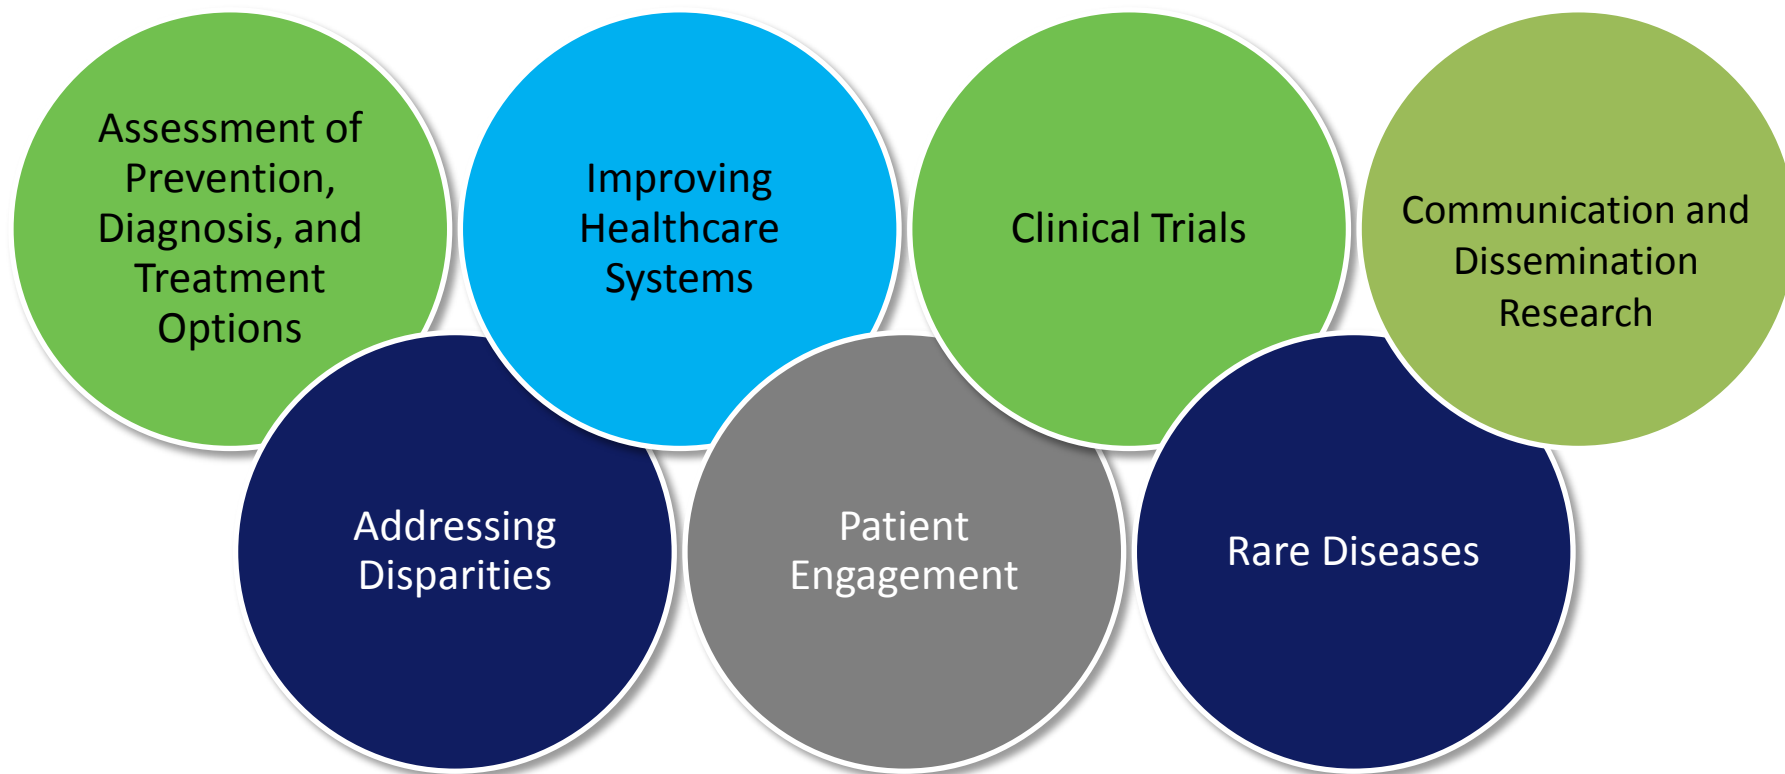 Assessment of
Prevention,
Diagnosis, and
Treatment
Options
Improving
Healthcare
Systems
Clinical Trials
Communication and
Dissemination
Research
Addressing
Disparities
Patient
Engagement
Rare Diseases